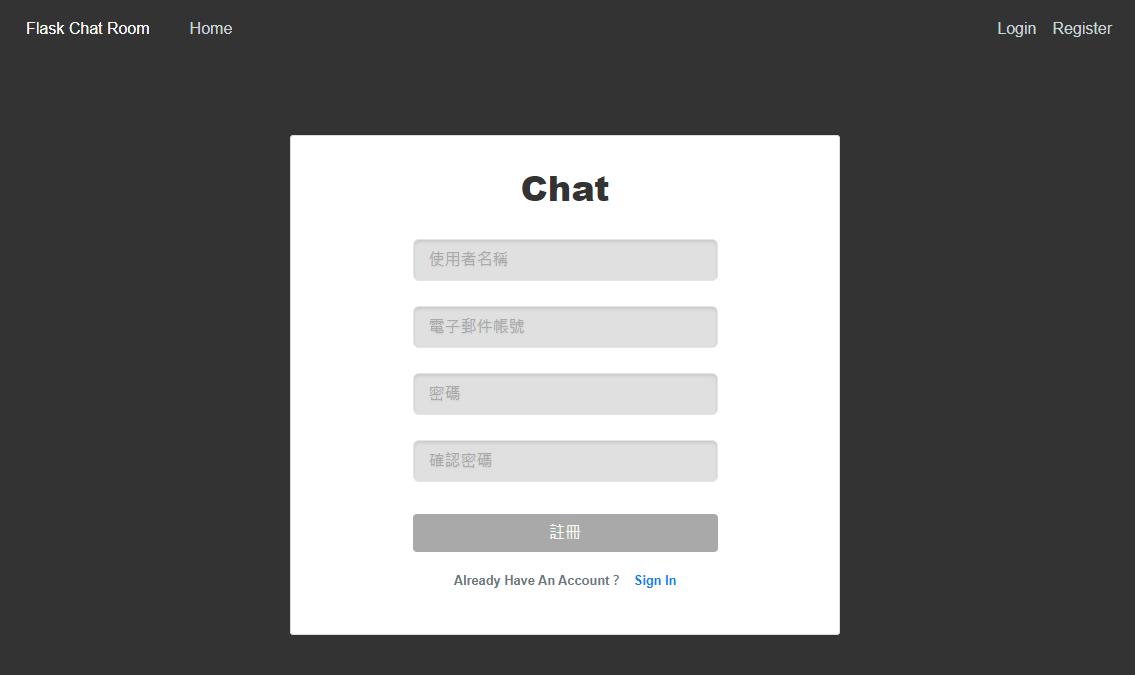 Flask Chat Room Home Login Register
Chat
使用者名稱
電子郵件帳號
密碼
確認密碼
註冊
Already Have An Account ? Sign In